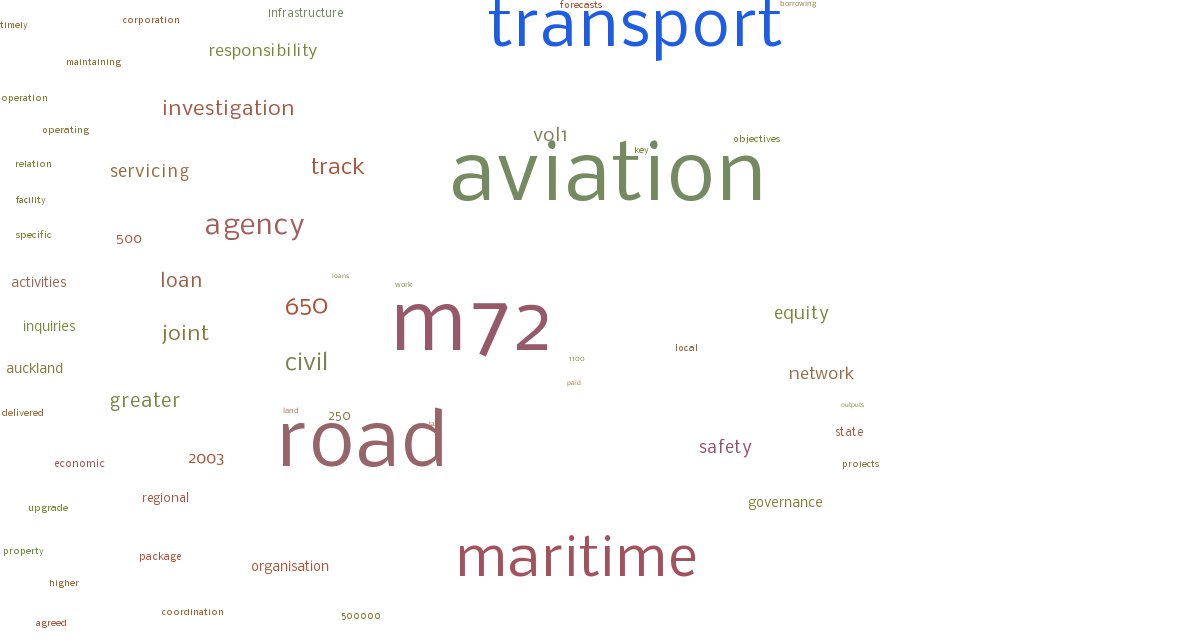 forecasts
borrowing
infrastructure
corporation
timely
transport
responsibility
maintaining
operation
investigation
operating
vol1
objectives
key
relation
servicing
track
aviation
facility
agency
specific
500
activities
loan
loans
work
650
m72
equity
inquiries
joint
civil
local
1100
auckland
network
paid
greater
outputs
delivered
land
250
road
state
safety
economic
2003
projects
regional
governance
upgrade
property
package
organisation
maritime
higher
coordination
500000
agreed